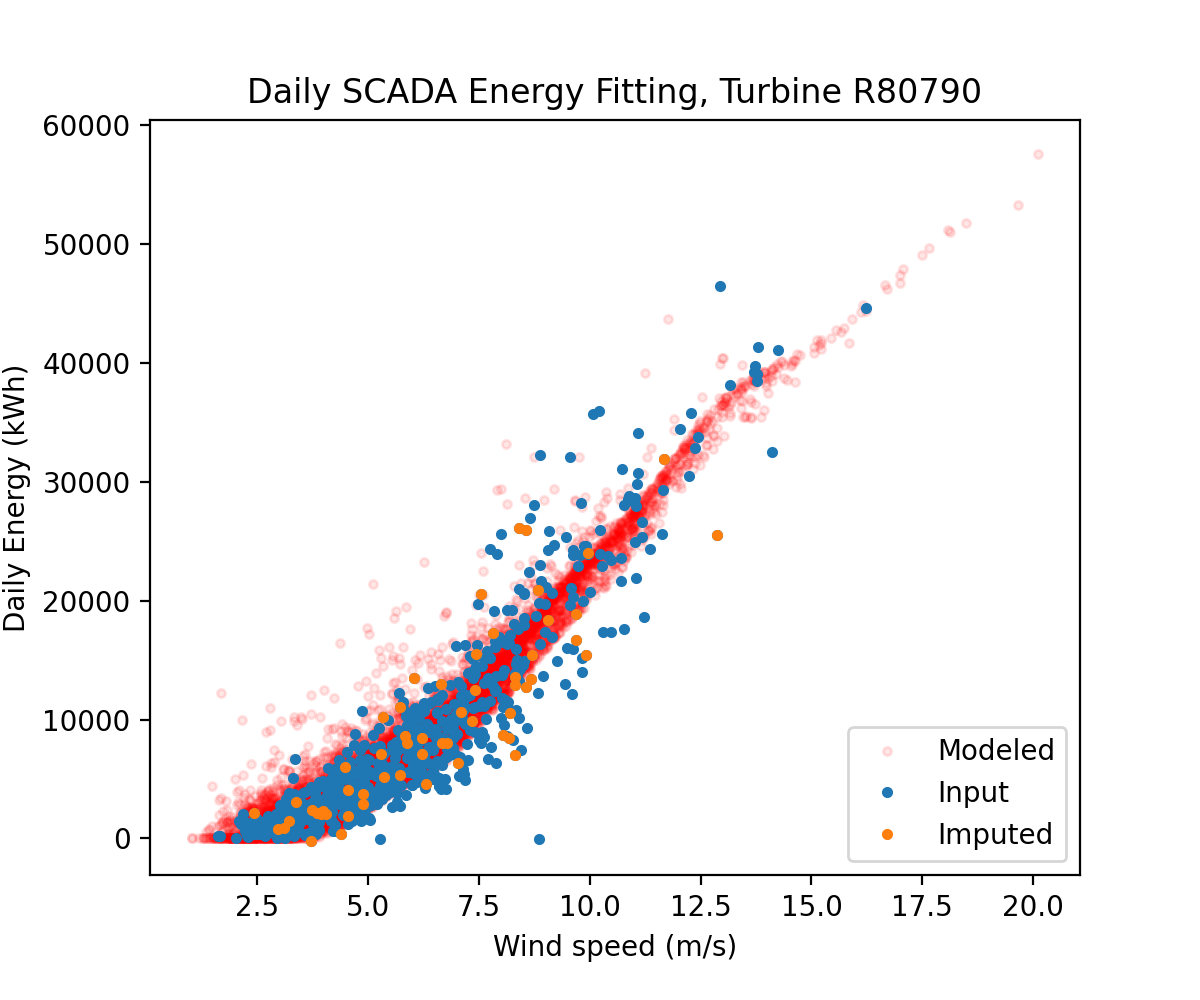 Daily SCADA Energy Fitting, Turbine R80790
60000
50000
40000
30000
20000
10000
0
Daily Energy (kWh)
Modeled
Input
Imputed
2.5 5.0 7.5 10.0 12.5 15.0 17.5 20.0
Wind speed (m/s)